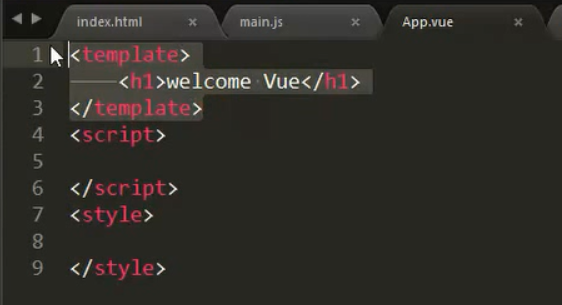 index.html × main.js × App.vue ×
1 <template>
2 <h1>welcome Vue</h1>
3 </template>
4 <script>
5
6 </script>
7 <style>
8
9 </style>